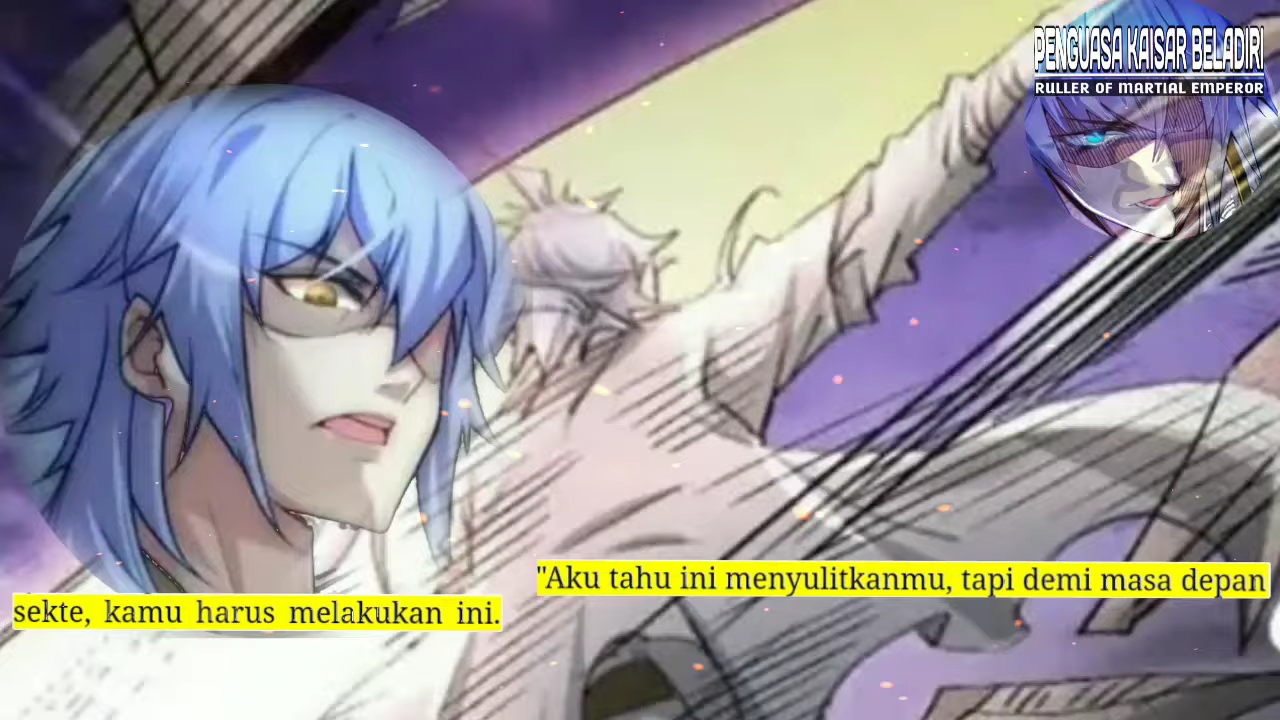 PENGUASA KAISAR BELADIRI
RULLER OF MARTIAL EMPEROR
"Aku tahu ini menyulitkanmu, tapi demi masa depan
sekte, kamu harus melakukan ini.